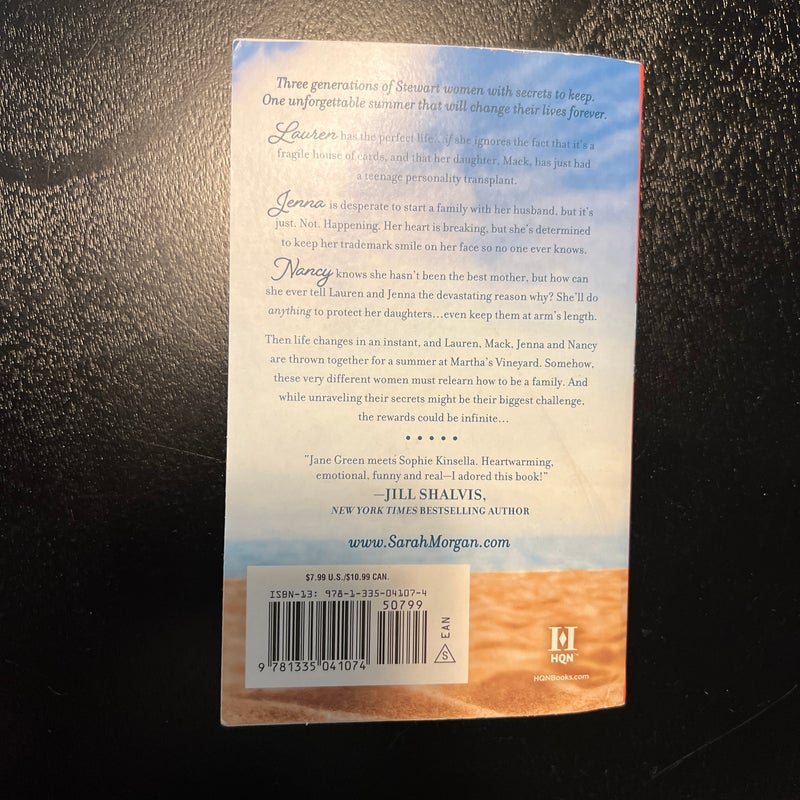 Three generations of Stewart women with secrets to keep.
One unforgettable summer that will change their lives forever.
Lauren has the perfect life...if she ignores the fact that it's a
fragile house of cards, and that her daughter, Mack, has just had
a teenage personality transplant.
Jenna is desperate to start a family with her husband, but it's
just. Not. Happening. Her heart is breaking, but she's determined
to keep her trademark smile on her face so no one ever knows.
Nancy knows she hasn't been the best mother, but how can
she ever tell Lauren and Jenna the devastating reason why? She'll do
anything to protect her daughters...even keep them at arm's length.
Then life changes in an instant, and Lauren, Mack, Jenna and Nancy
are thrown together for a summer at Martha's Vineyard. Somehow,
these very different women must relearn how to be a family. And
while unraveling their secrets might be their biggest challenge,
the rewards could be infinite...
• • • • •
"Jane Green meets Sophie Kinsella. Heartwarming,
emotional, funny and real—I adored this book!"
—JILL SHALVIS,
NEW YORK TIMES BESTSELLING AUTHOR
www.SarahMorgan.com
$7.99 U.S./$10.99 CAN.
ISBN-13: 978-1-335-04107-4
50799
9 781335 041074
S EAN
H
HQN™
HQNBooks.com